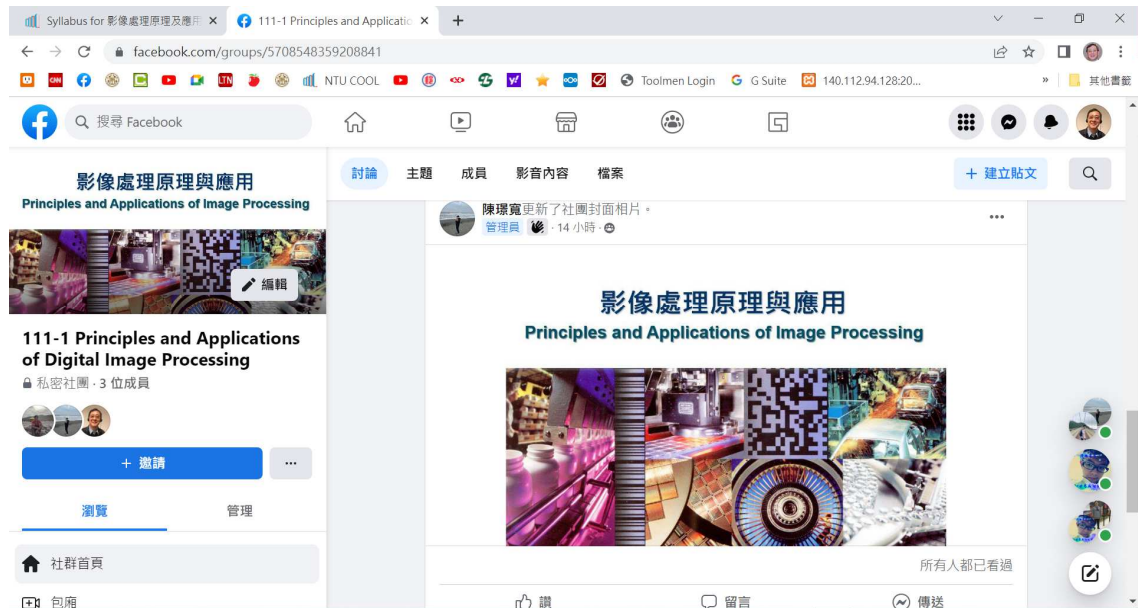 Syllabus for 影像處理原理及應用
111-1 Principles and Applicatio
facebook.com/groups/5708548359208841
NTU COOL
Toolmen Login
G Suite
140.112.94.128:20...
»
其他書籤
搜尋 Facebook
影像處理原理與應用
Principles and Applications of Image Processing
編輯
111-1 Principles and Applications
of Digital Image Processing
私密社團 · 3 位成員
+ 邀請
...
瀏覽
管理
社群首頁
包廂
討論
主題
成員
影音內容
檔案
+ 建立貼文
陳璟寬更新了社團封面相片。
管理員 · 14 小時 ·
影像處理原理與應用
Principles and Applications of Image Processing
所有人都已看過
讚
留言
傳送